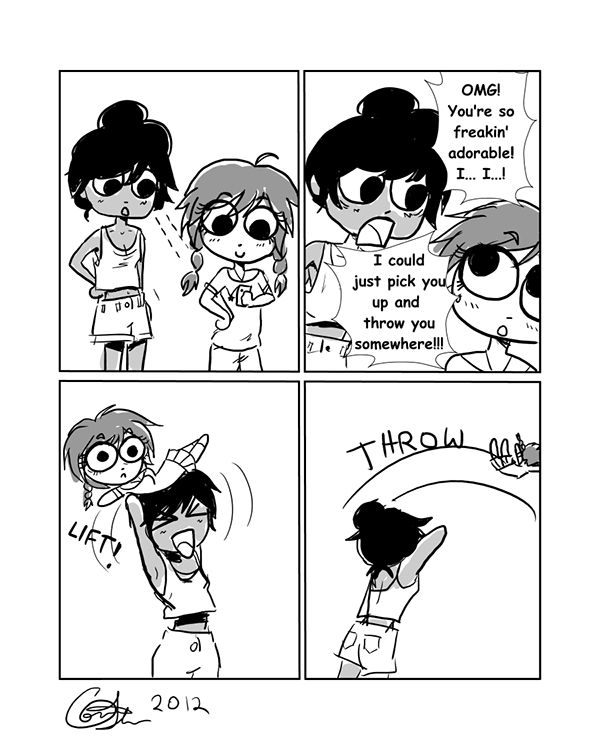 OMG!
You're so
freakin'
adorable!
I... I...!
I could
just pick you
up and
throw you
somewhere!!!
LIFT!
THROW
2012